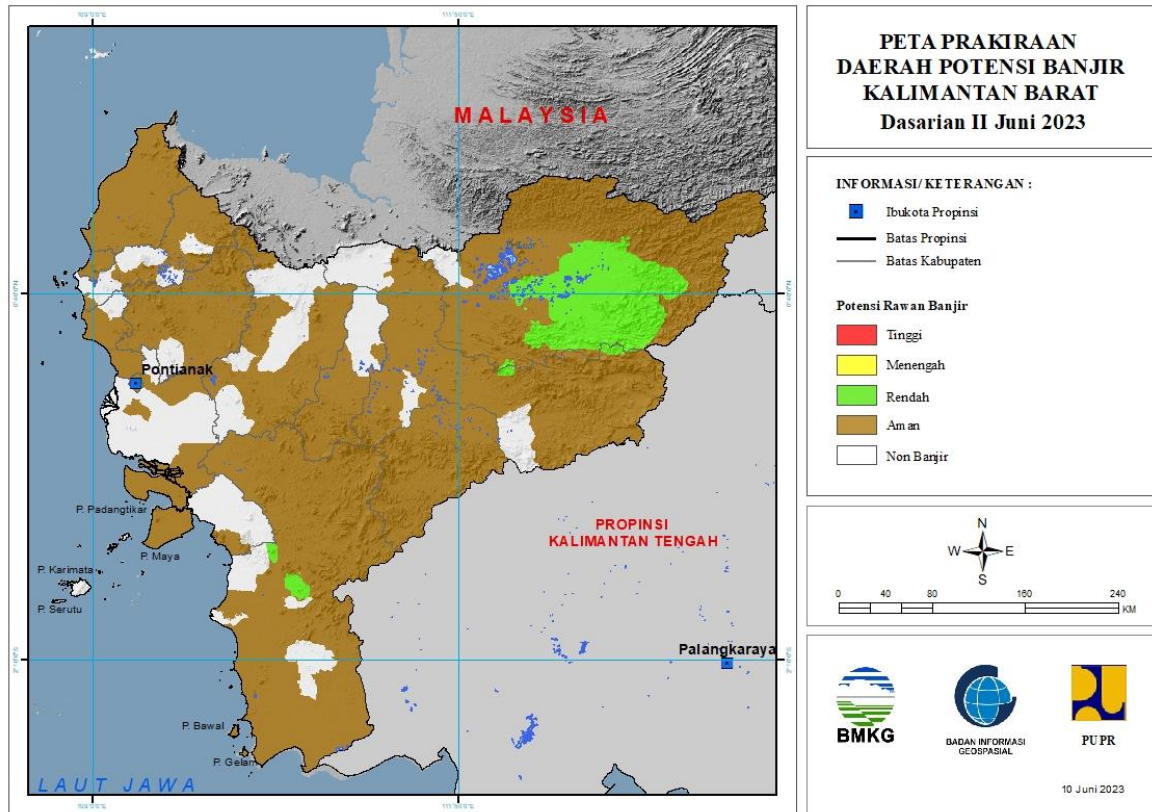 PETA PRAKIRAAN
DAERAH POTENSI BANJIR
KALIMANTAN BARAT
Dasarian II Juni 2023
INFORMASI/ KETERANGAN :
Ibukota Propinsi
Batas Propinsi
Batas Kabupaten
Potensi Rawan Banjir
Tinggi
Menengah
Rendah
Aman
Non Banjir
N
W E
S
0 40 80 160 240
KM
BMKG
BADAN INFORMASI
GEOSPASIAL
PUPR
10 Juni 2023
MALAYSIA
Pontianak
P. Padangtikar
P. Maya
P. Karimata
P. Serutu
PROPINSI
KALIMANTAN TENGAH
Palangkaraya
P. Bawal
P. Gelam
LAUT JAWA